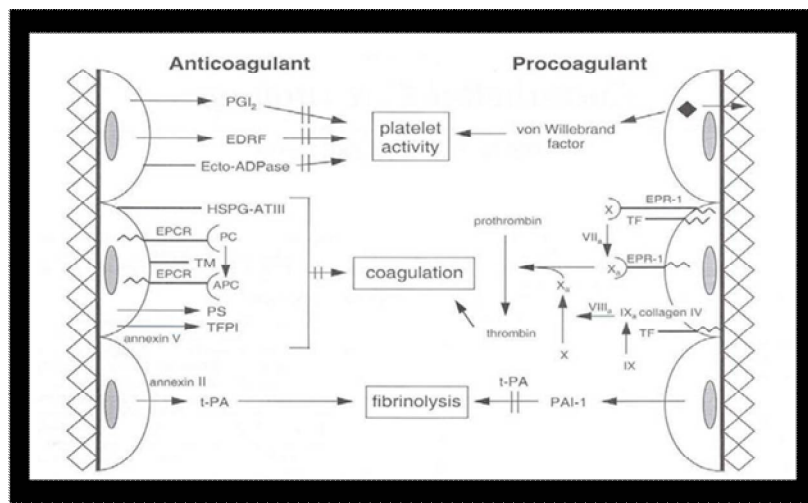 Anticoagulant
Procoagulant
PGI₂
EDRF
Ecto-ADPase
platelet
activity
von Willebrand
factor
HSPG-ATIII
EPCR
PC
TM
EPCR
APC
PS
TFPI
annexin V
coagulation
prothrombin
thrombin
X
EPR-1
TF
VIIₐ
Xₐ
EPR-1
Xₐ
VIIIₐ
IXₐ collagen IV
TF
X
IX
annexin II
t-PA
fibrinolysis
t-PA
PAI-1